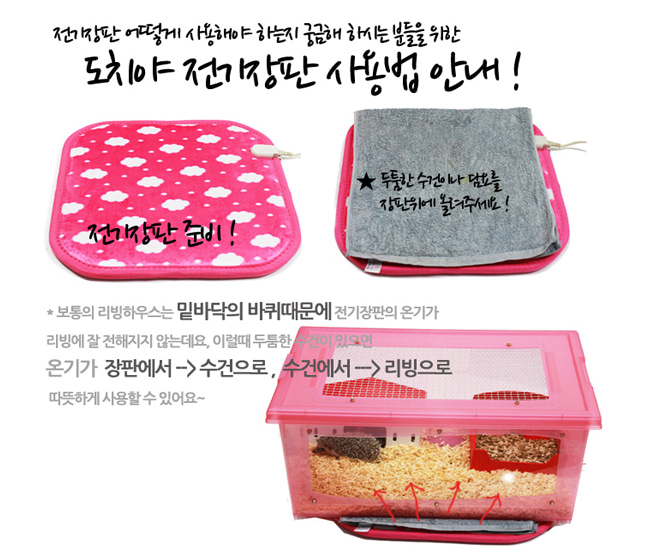 전기장판 어떻게 사용해야 하는지 궁금해 하시는 분들을 위한
도치야 전기장판 사용법 안내 !
전기장판 준비 !
★ 두툼한 수건이나 담요를
장판위에 올려주세요 !
* 보통의 리빙하우스는 밑바닥의 바퀴때문에 전기장판의 온기가
리빙에 잘 전해지지 않는데요, 이럴때 두툼한 수건이 있으면
온기가 장판에서 --> 수건으로 , 수건에서 ---> 리빙으로
따뜻하게 사용할 수 있어요~